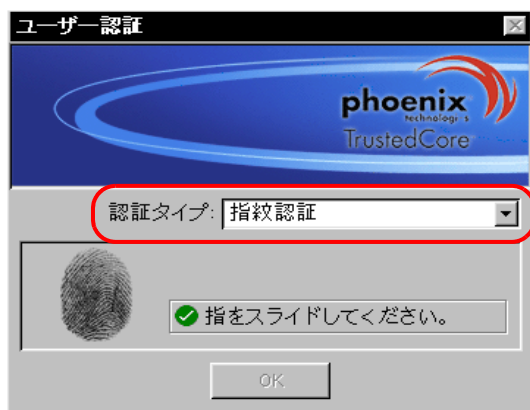 ユーザー認証
phoenix
technologies
TrustedCore
認証タイプ: 指紋認証
指をスライドしてください。
OK